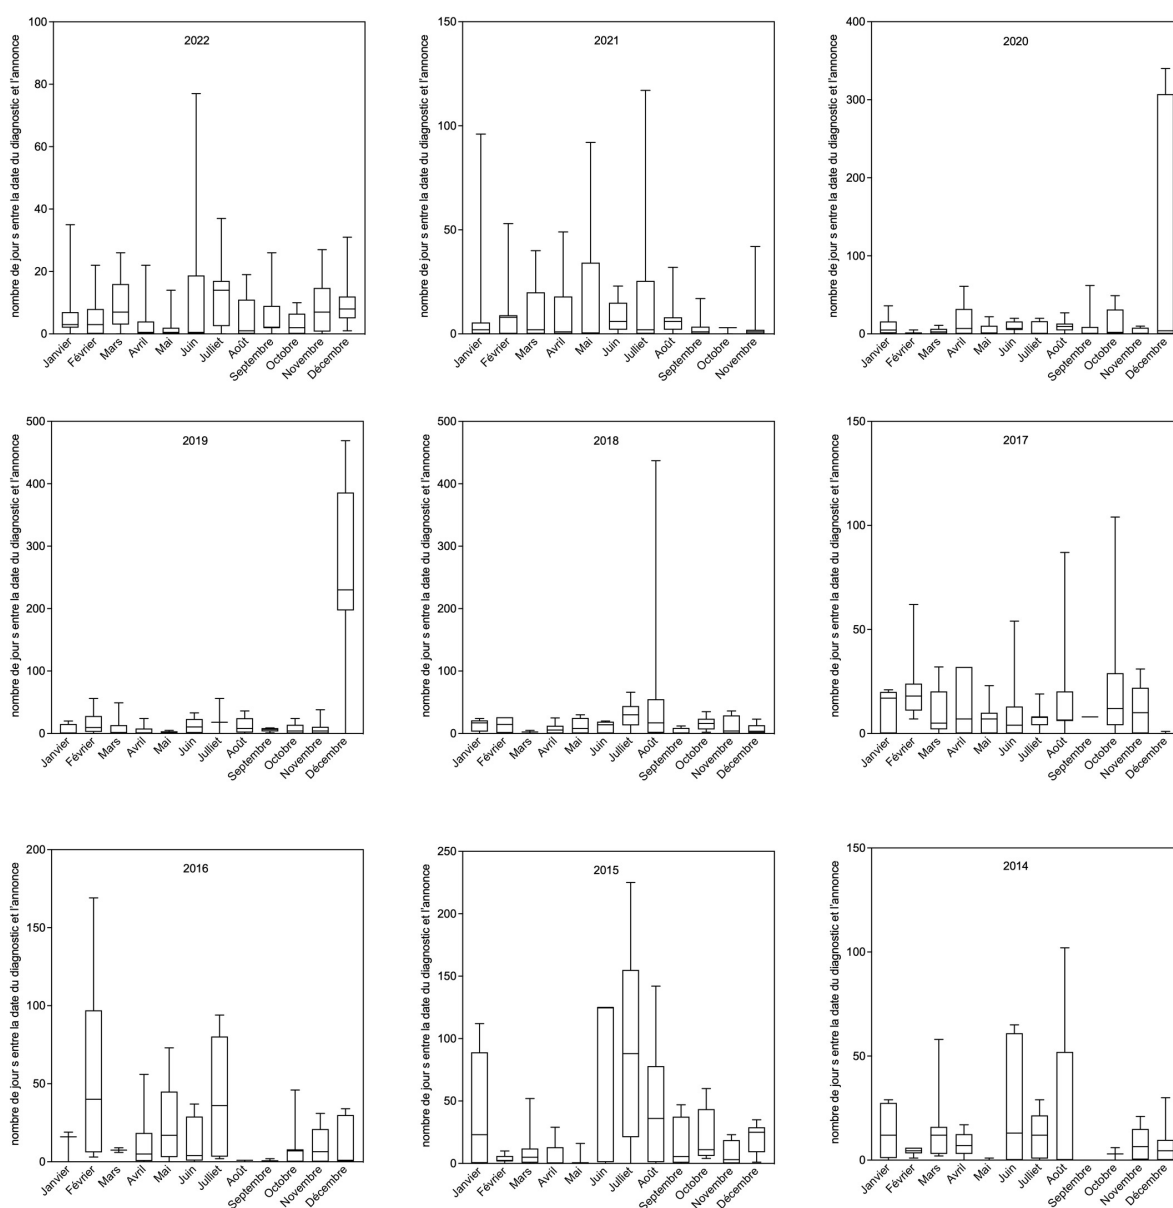 nombre de jour s entre la date du diagnostic et l'annonce
2022
100
80
60
40
20
0
Janvier
Février
Mars
Avril
Mai
Juin
Julliet
Août
Septembre
Octobre
Novembre
Décembre
nombre de jour s entre la date du diagnostic et l'annonce
2021
150
100
50
0
Janvier
Février
Mars
Avril
Mai
Juin
Julliet
Août
Septembre
Octobre
Novembre
nombre de jour s entre la date du diagnostic et l'annonce
2020
400
300
200
100
0
Janvier
Février
Mars
Avril
Mai
Juin
Julliet
Août
Septembre
Octobre
Novembre
Décembre
nombre de jour s entre la date du diagnostic et l'annonce
2019
500
400
300
200
100
0
Janvier
Février
Mars
Avril
Mai
Juin
Julliet
Août
Septembre
Octobre
Novembre
Décembre
nombre de jour s entre la date du diagnostic et l'annonce
2018
500
400
300
200
100
0
Janvier
Février
Mars
Avril
Mai
Juin
Julliet
Août
Septembre
Octobre
Novembre
Décembre
nombre de jour s entre la date du diagnostic et l'annonce
2017
150
100
50
0
Janvier
Février
Mars
Avril
Mai
Juin
Julliet
Août
Septembre
Octobre
Novembre
Décembre
nombre de jour s entre la date du diagnostic et l'annonce
2016
200
150
100
50
0
Janvier
Février
Mars
Avril
Mai
Juin
Julliet
Août
Septembre
Octobre
Novembre
Décembre
nombre de jour s entre la date du diagnostic et l'annonce
2015
250
200
150
100
50
0
Janvier
Février
Mars
Avril
Mai
Juin
Julliet
Août
Septembre
Octobre
Novembre
Décembre
nombre de jour s entre la date du diagnostic et l'annonce
2014
150
100
50
0
Janvier
Février
Mars
Avril
Mai
Juin
Julliet
Août
Septembre
Octobre
Novembre
Décembre